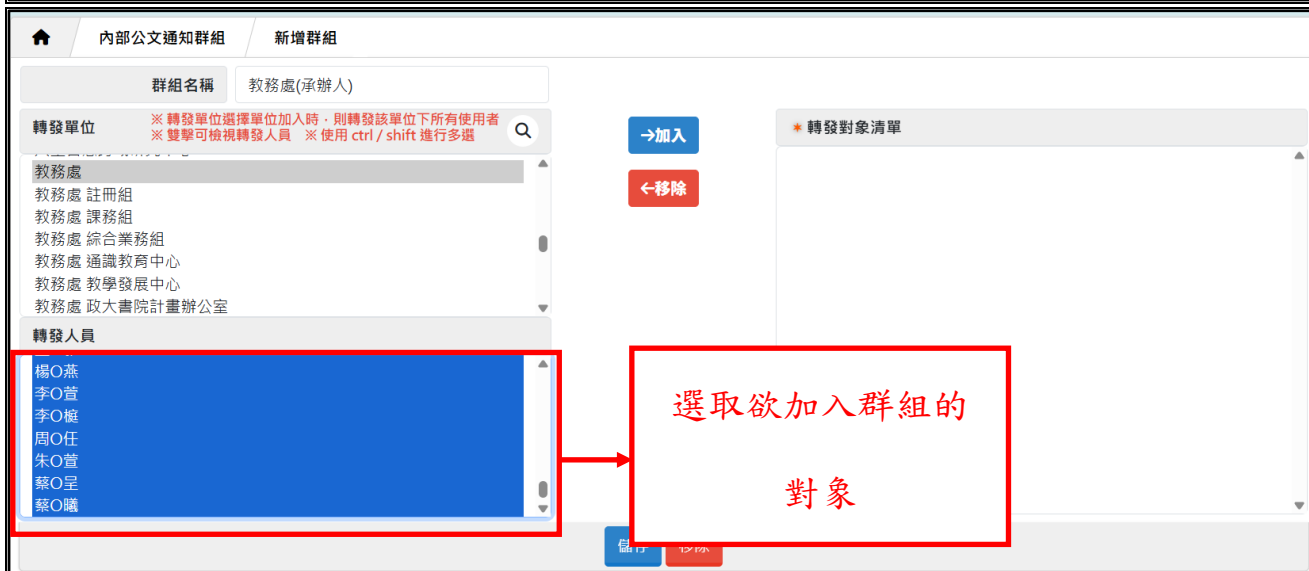 內部公文通知群組 新增群組
群組名稱 教務處(承辦人)
轉發單位 ※ 轉發單位選擇單位加入時，則轉發該單位下所有使用者
※ 雙擊可檢視轉發人員 ※ 使用 ctrl / shift 進行多選
教務處
教務處 註冊組
教務處 課務組
教務處 綜合業務組
教務處 通識教育中心
教務處 教學發展中心
教務處 政大書院計畫辦公室
轉發人員
楊O燕
李O萱
李O榳
周O任
朱O萱
蔡O呈
蔡O曦
→加入
←移除
✶ 轉發對象清單
選取欲加入群組的
對象
儲存 移除